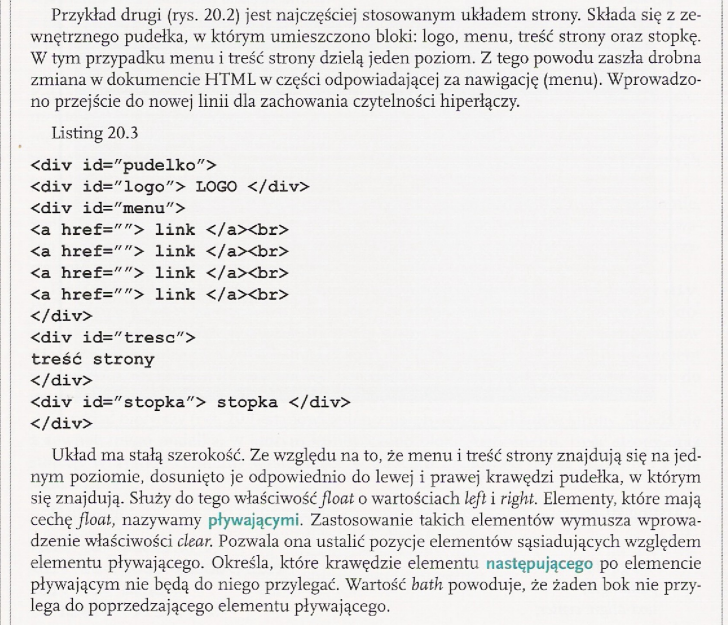 Przykład drugi (rys. 20.2) jest najczęściej stosowanym układem strony. Składa się z ze-
wnętrznego pudełka, w którym umieszczono bloki: logo, menu, treść strony oraz stopkę.
W tym przypadku menu i treść strony dzielą jeden poziom. Z tego powodu zaszła drobna
zmiana w dokumencie HTML w części odpowiadającej za nawigację (menu). Wprowadzo-
no przejście do nowej linii dla zachowania czytelności hiperłączy.
Listing 20.3
<div id="pudelko">
<div id="logo"> LOGO </div>
<div id="menu">
<a href=""> link </a><br>
<a href=""> link </a><br>
<a href=""> link </a><br>
<a href=""> link </a><br>
</div>
<div id="tresc">
treść strony
</div>
<div id="stopka"> stopka </div>
</div>
Układ ma stałą szerokość. Ze względu na to, że menu i treść strony znajdują się na jed-
nym poziomie, dosunięto je odpowiednio do lewej i prawej krawędzi pudełka, w którym
się znajdują. Służy do tego właściwość float o wartościach left i right. Elementy, które mają
cechę float, nazywamy pływającymi. Zastosowanie takich elementów wymusza wprowa-
dzenie właściwości clear. Pozwala ona ustalić pozycje elementów sąsiadujących względem
elementu pływającego. Określa, które krawędzie elementu następującego po elemencie
pływającym nie będą do niego przylegać. Wartość bath powoduje, że żaden bok nie przy-
lega do poprzedzającego elementu pływającego.